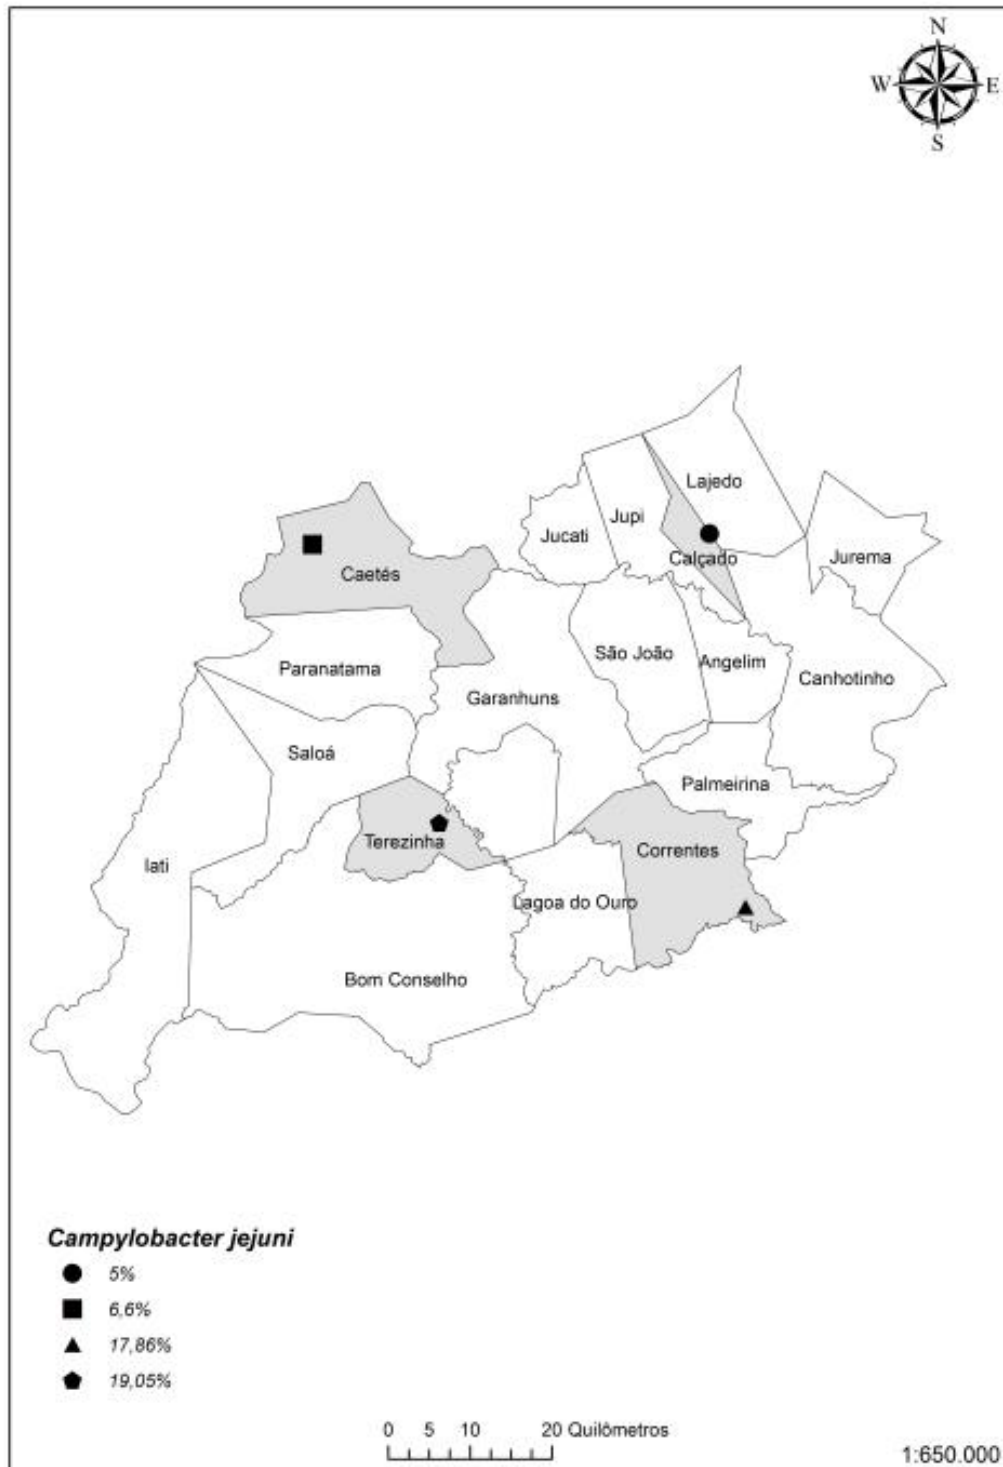 N
W E
S
Lajedo
Jupi
Jucati
Calçado
Jurema
Caetés
São João
Angelim
Paranatama
Canhotinho
Garanhuns
Saloá
Palmeirina
Terezinha
Correntes
Iati
Lagoa do Ouro
Bom Conselho
Campylobacter jejuni
5%
6,6%
17,86%
19,05%
0 5 10 20 Quilômetros
1:650.000